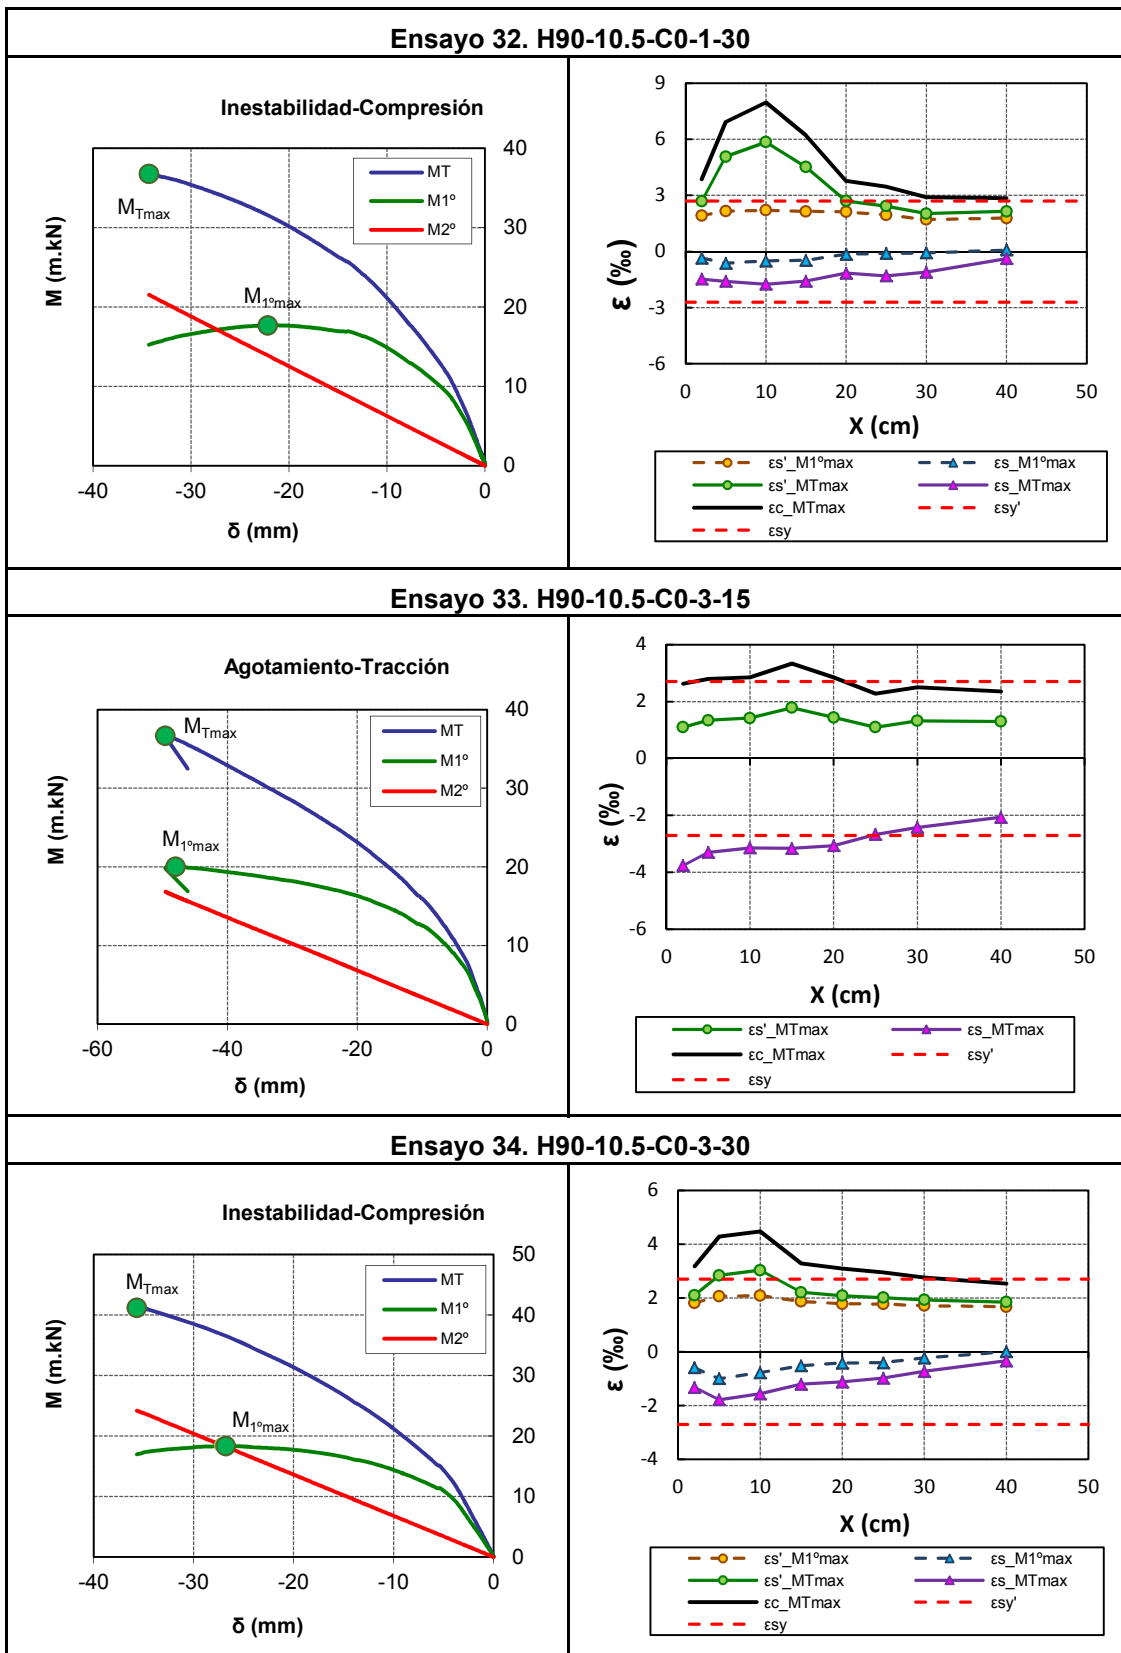 Ensayo 32. H90-10.5-C0-1-30
Inestabilidad-Compresión
MT
M1º
M2º
MTmax
M1ºmax
40
30
20
10
0
-40 -30 -20 -10 0
M (m.kN)
δ (mm)
9
6
3
0
-3
-6
0 10 20 30 40 50
ε (‰)
X (cm)
εs'_M1ºmax εs_M1ºmax
εs'_MTmax εs_MTmax
εc_MTmax εsy'
εsy
Ensayo 33. H90-10.5-C0-3-15
Agotamiento-Tracción
MT
M1º
M2º
MTmax
M1ºmax
40
30
20
10
0
-60 -40 -20 0
M (m.kN)
δ (mm)
4
2
0
-2
-4
-6
0 10 20 30 40 50
ε (‰)
X (cm)
εs'_MTmax εs_MTmax
εc_MTmax εsy'
εsy
Ensayo 34. H90-10.5-C0-3-30
Inestabilidad-Compresión
MT
M1º
M2º
MTmax
M1ºmax
50
40
30
20
10
0
-40 -30 -20 -10 0
M (m.kN)
δ (mm)
6
4
2
0
-2
-4
0 10 20 30 40 50
ε (‰)
X (cm)
εs'_M1ºmax εs_M1ºmax
εs'_MTmax εs_MTmax
εc_MTmax εsy'
εsy